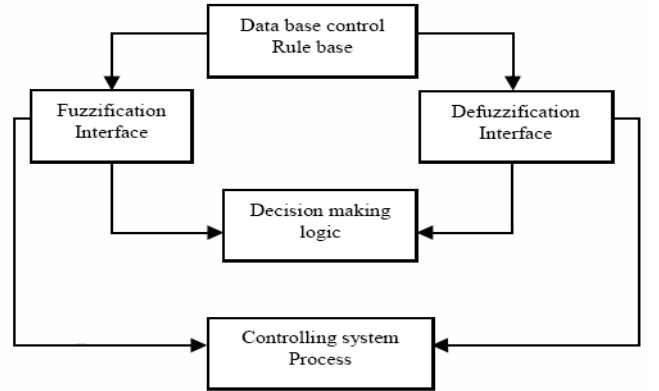 Data base control
Rule base
Fuzzification
Interface
Defuzzification
Interface
Decision making
logic
Controlling system
Process